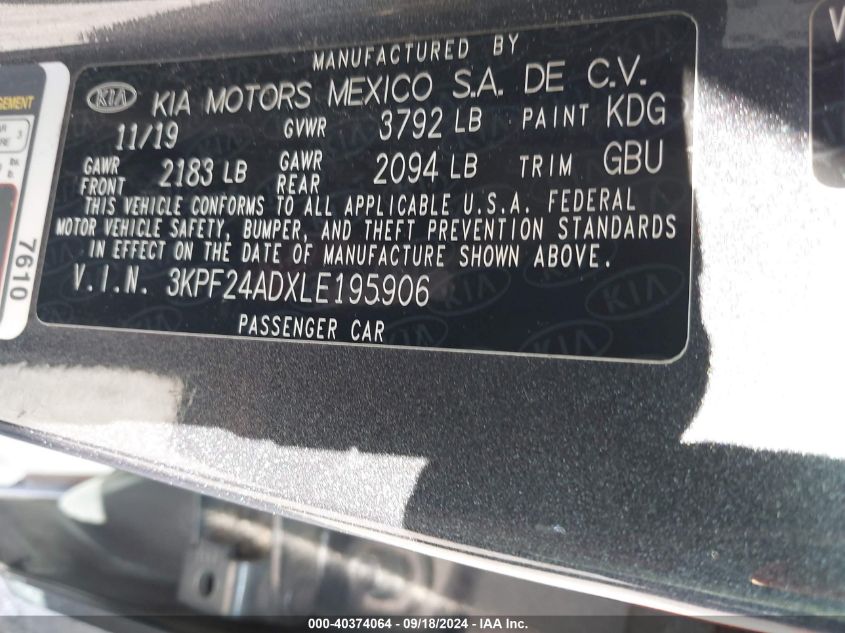 MANUFACTURED BY
KIA KIA MOTORS MEXICO S.A. DE C.V.
11/19 GVWR 3792 LB PAINT KDG
GAWR FRONT 2183 LB GAWR REAR 2094 LB TRIM GBU
THIS VEHICLE CONFORMS TO ALL APPLICABLE U.S.A. FEDERAL
MOTOR VEHICLE SAFETY, BUMPER, AND THEFT PREVENTION STANDARDS
IN EFFECT ON THE DATE OF MANUFACTURE SHOWN ABOVE.
V.I.N. 3KPF24ADXLE195906
PASSENGER CAR
7610
000-40374064 / 09/18/2024 / IAA Inc.